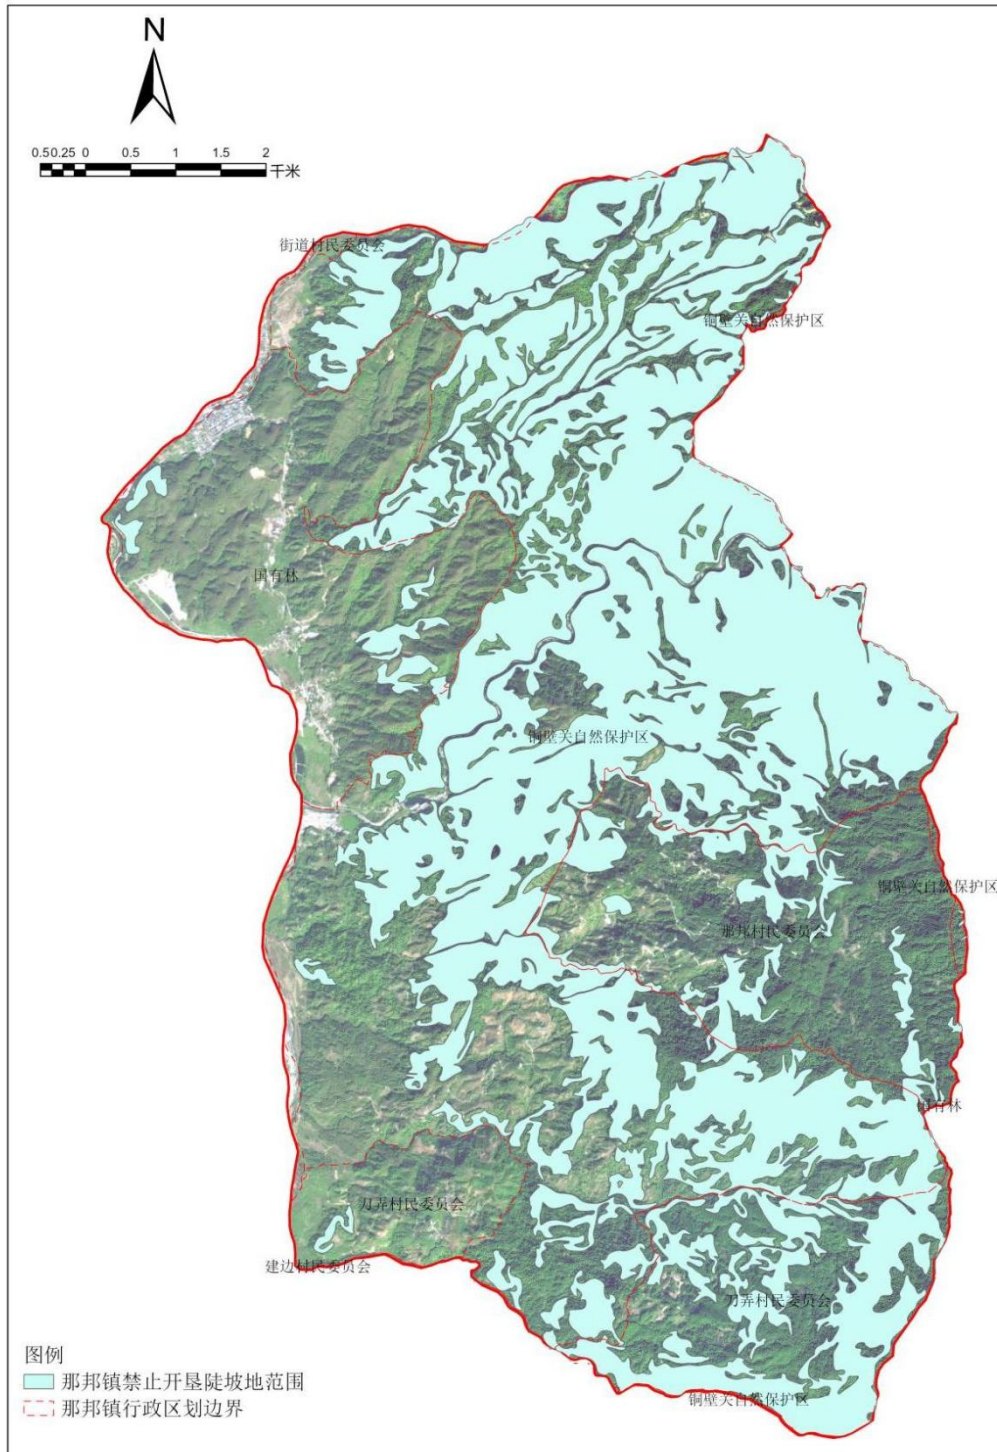 N
0.5 0.25 0 0.5 1 1.5 2
千米
街道村民委员会
铜壁关自然保护区
国有林
铜壁关自然保护区
铜壁关自然保护区
那邦村民委员会
国有林
刀弄村民委员会
建边村民委员会
刀弄村民委员会
铜壁关自然保护区
图例
那邦镇禁止开垦陡坡地范围
那邦镇行政区划边界